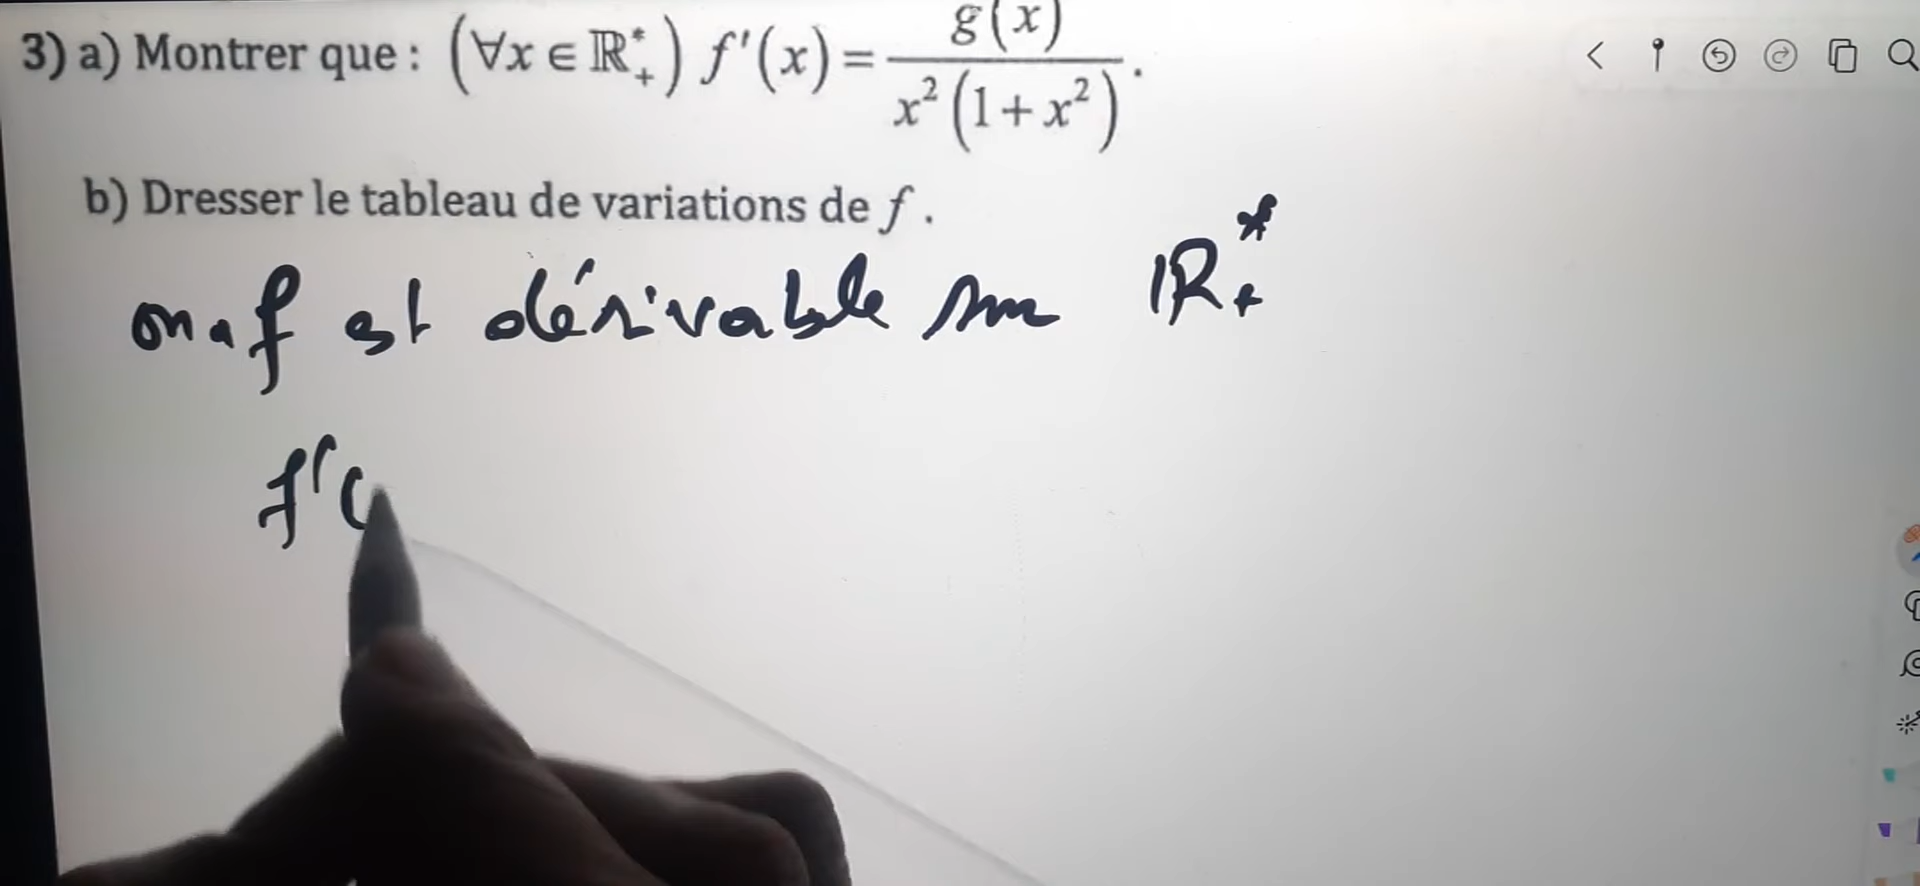 3) a) Montrer que : (∀x ∈ ℝ*₊) f'(x) = g(x) / x²(1+x²) .
b) Dresser le tableau de variations de f .
on a f est dérivable sur ℝ*₊
f'(